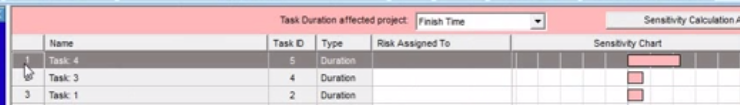 Task Duration affected project: Finish Time Sensitivity Calculation A
Name Task ID Type Risk Assigned To Sensitivity Chart
1 Task: 4 5 Duration
Task: 3 4 Duration
3 Task: 1 2 Duration